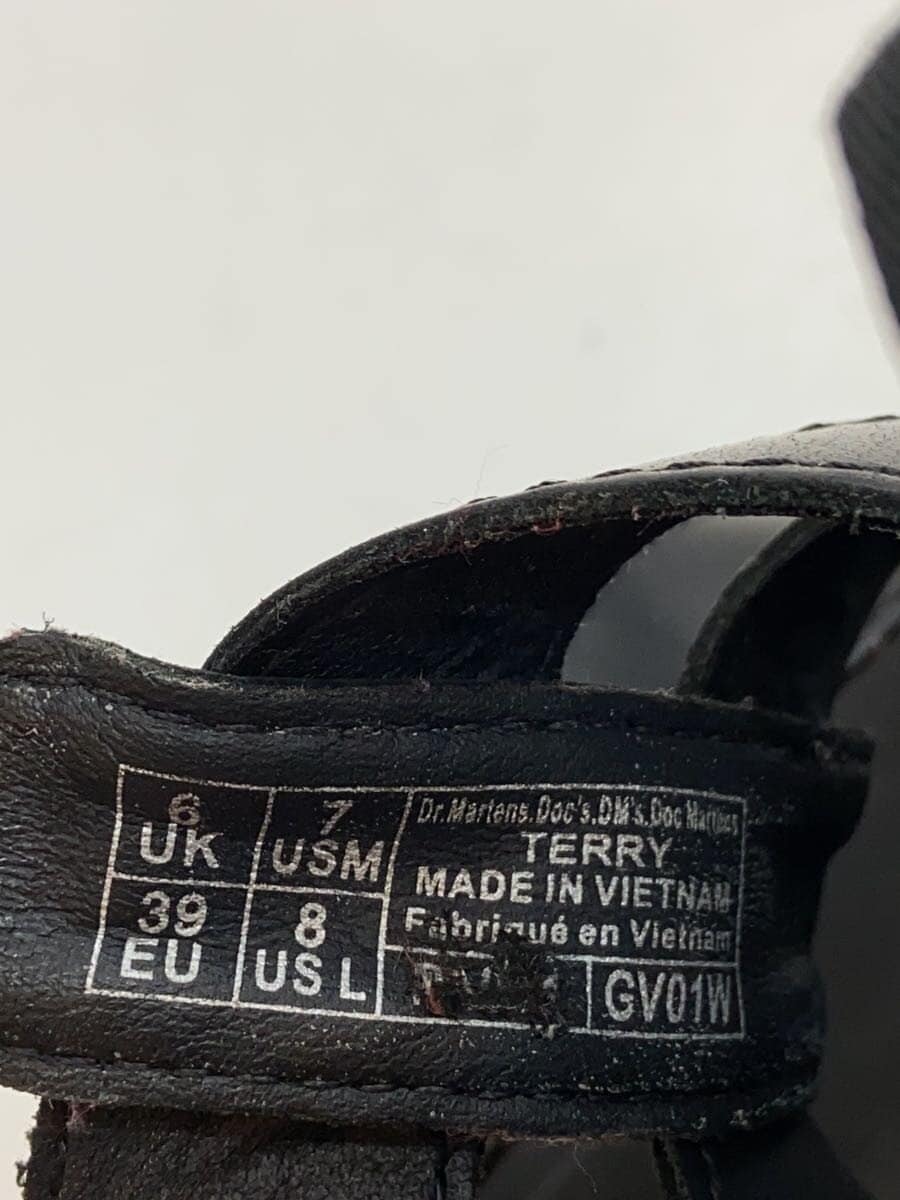 6
UK
7
USM
39
EU
8
US L
Dr.Martens.Doc's.DM's.Doc Martens
TERRY
MADE IN VIETNAM
Fabriqué en Vietnam
GV01W